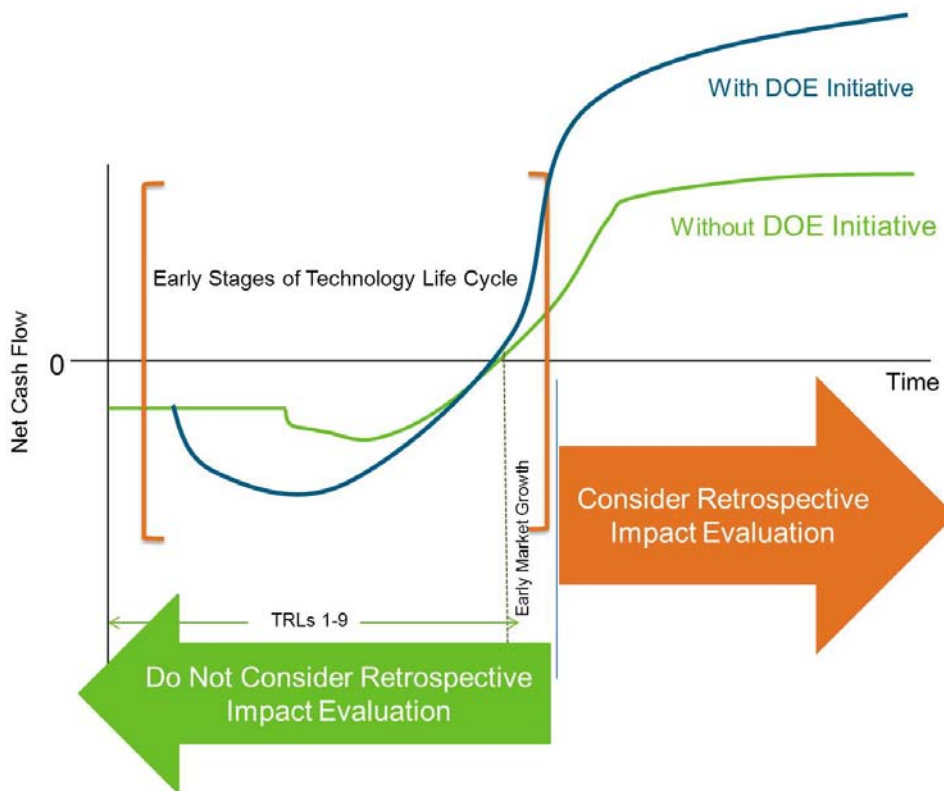 With DOE Initiative
Without DOE Initiative
Early Stages of Technology Life Cycle
Net Cash Flow
0
Time
Consider Retrospective
Impact Evaluation
Early Market Growth
TRLs 1-9
Do Not Consider Retrospective
Impact Evaluation